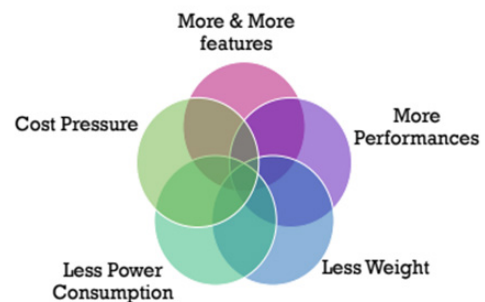 More & More
features
Cost Pressure
More
Performances
Less Power
Consumption
Less Weight